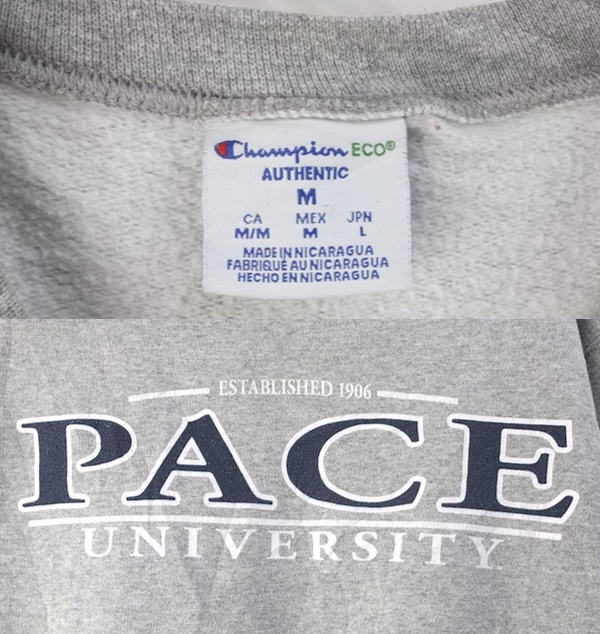 Champion ECO®
AUTHENTIC
M
CA MEX JPN
M/M M L
MADE IN NICARAGUA
FABRIQUÉ AU NICARAGUA
HECHO EN NICARAGUA
ESTABLISHED 1906
PACE
UNIVERSITY